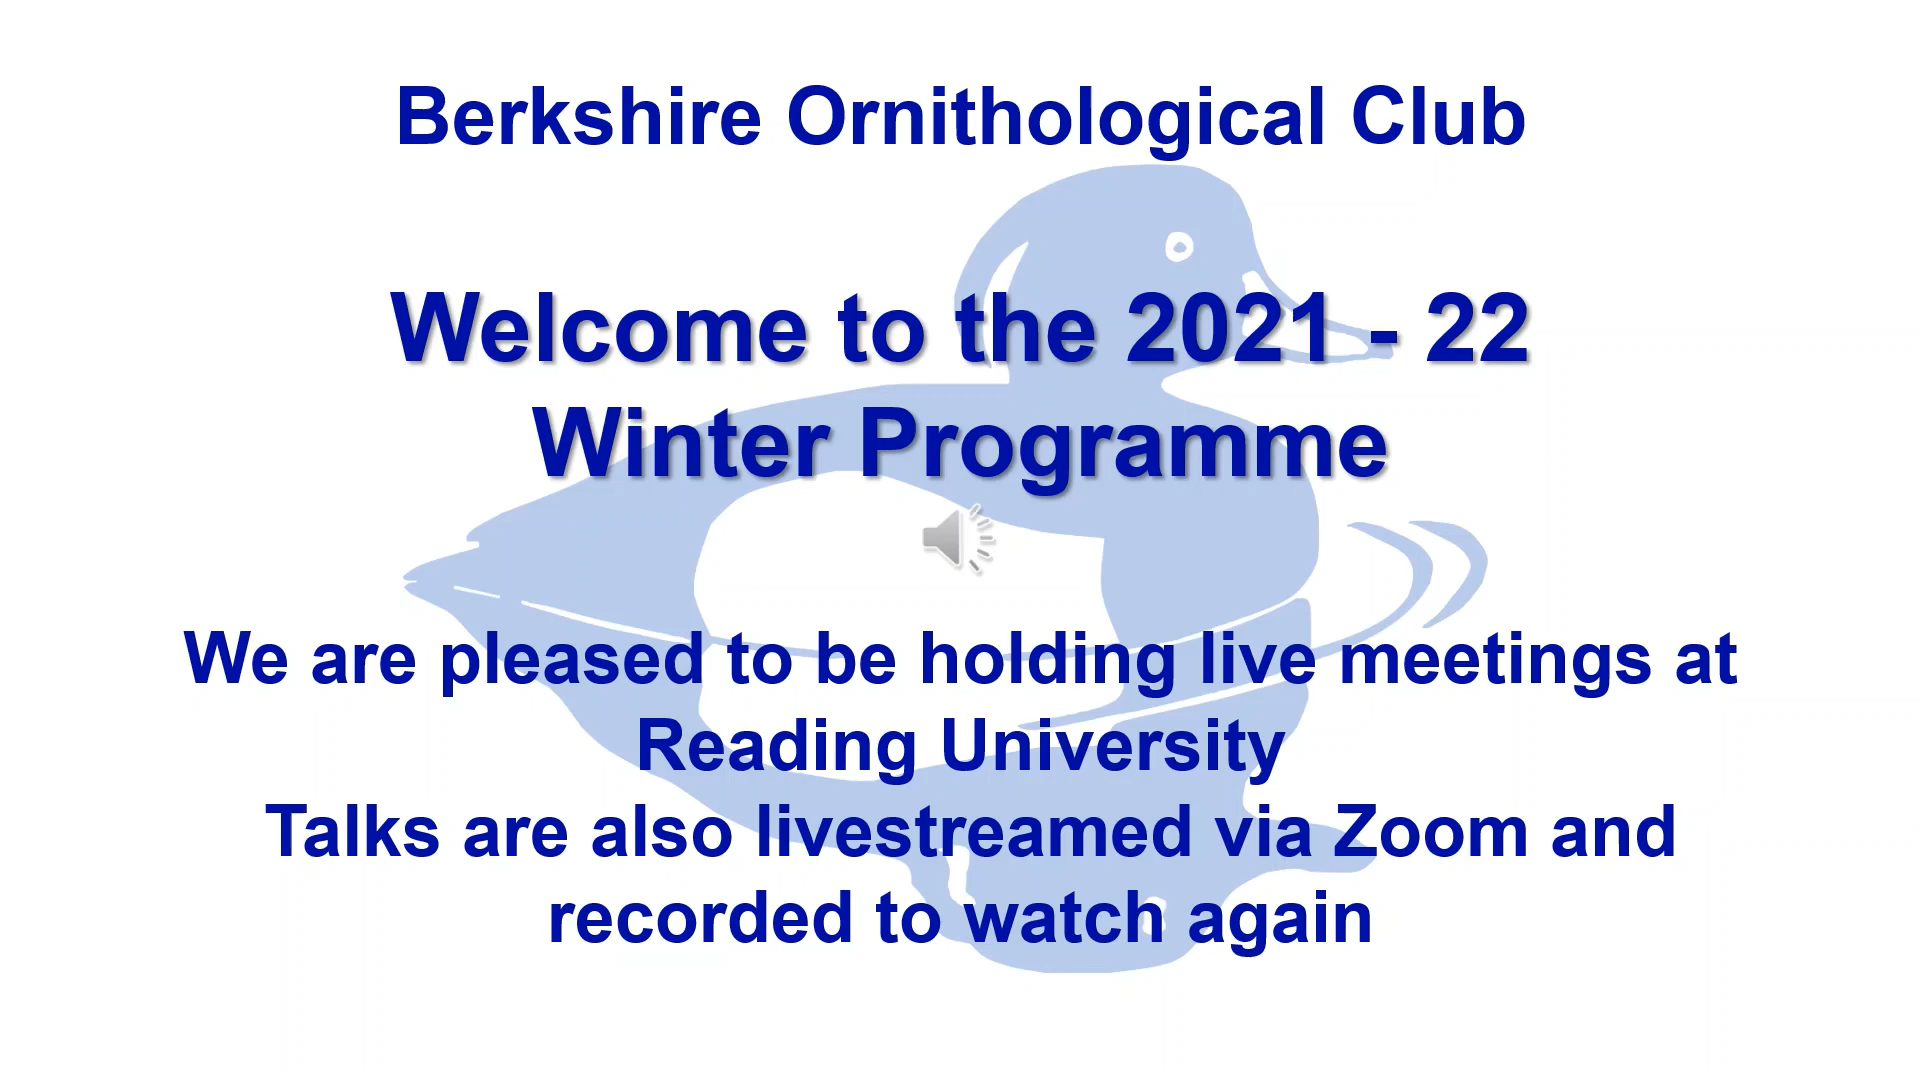 Berkshire Ornithological Club
Welcome to the 2021 - 22
Winter Programme
We are pleased to be holding live meetings at
Reading University
Talks are also livestreamed via Zoom and
recorded to watch again